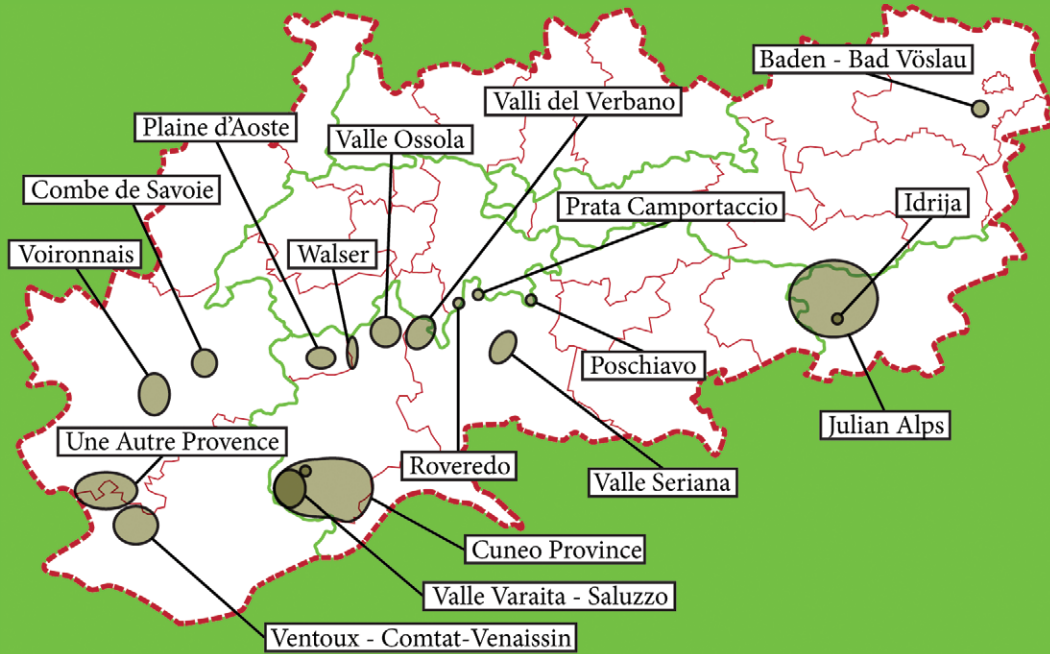 Baden - Bad Vöslau
Valli del Verbano
Plaine d'Aoste
Valle Ossola
Combe de Savoie
Prata Camportaccio
Idrija
Voironnais
Walser
Poschiavo
Julian Alps
Une Autre Provence
Roveredo
Valle Seriana
Cuneo Province
Valle Varaita - Saluzzo
Ventoux - Comtat-Venaissin